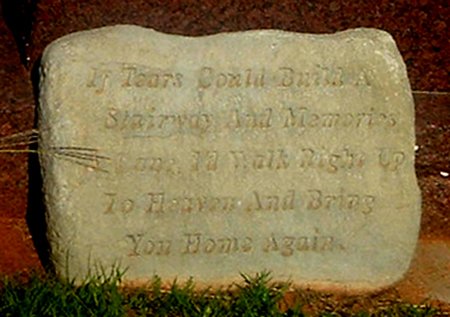 If Tears Could Build A
Stairway And Memories
A Lane, I'd Walk Right Up
To Heaven And Bring
You Home Again.